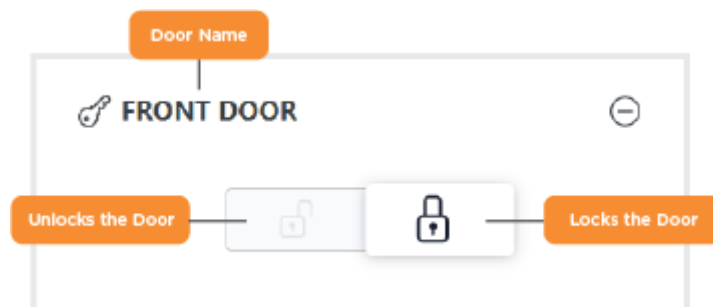 Door Name
FRONT DOOR
Unlocks the Door
Locks the Door